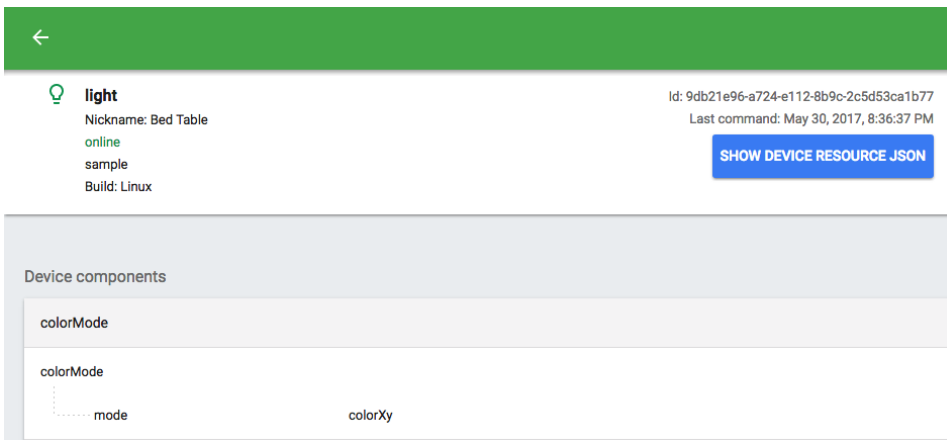 light
Nickname: Bed Table
online
sample
Build: Linux
Id: 9db21e96-a724-e112-8b9c-2c5d53ca1b77
Last command: May 30, 2017, 8:36:37 PM
SHOW DEVICE RESOURCE JSON
Device components
colorMode
colorMode
mode colorXy